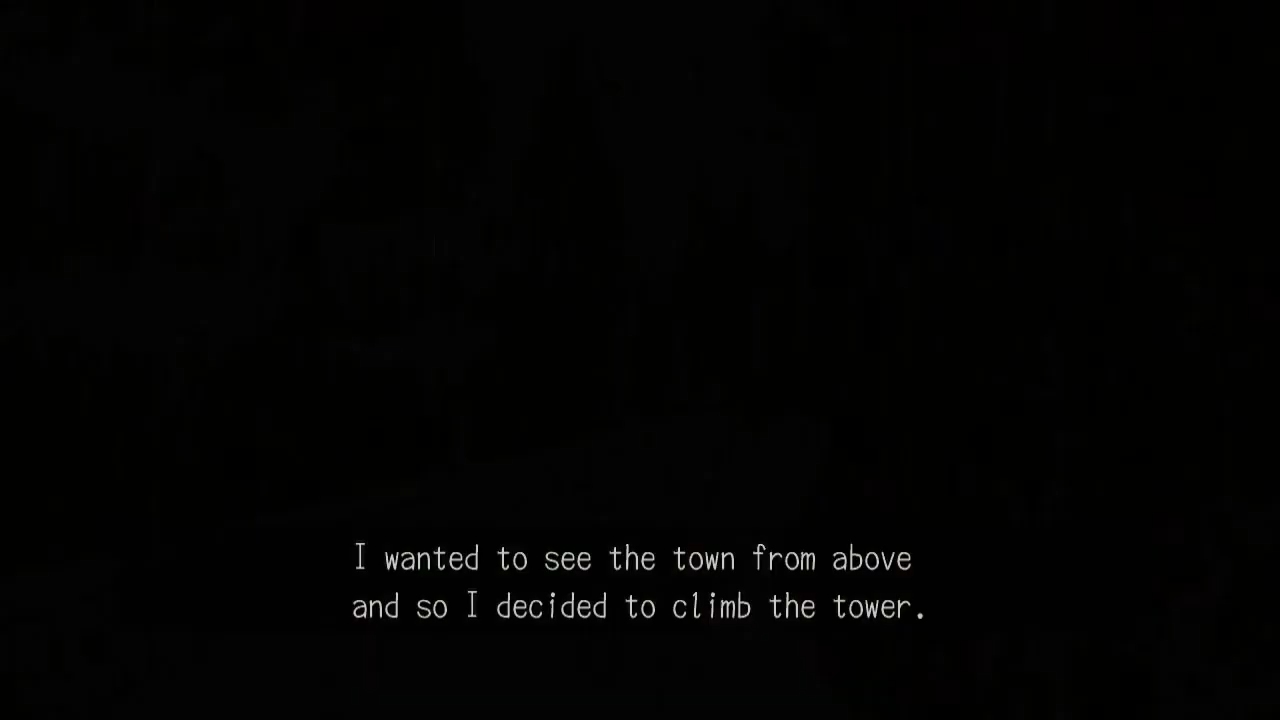 I wanted to see the town from above
and so I decided to climb the tower.